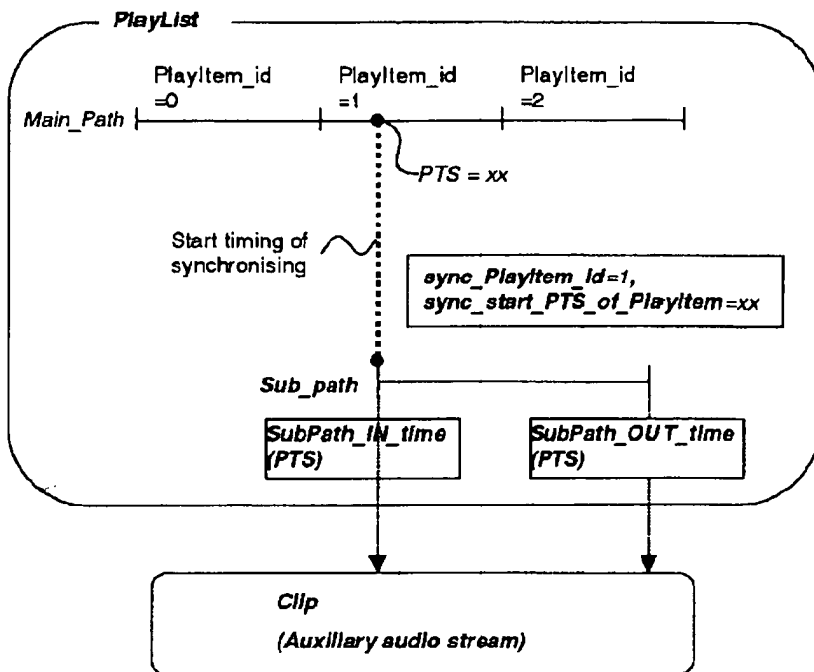 PlayList
PlayItem_id
=0
PlayItem_id
=1
PlayItem_id
=2
Main_Path
PTS = xx
Start timing of
synchronising
sync_PlayItem_Id=1,
sync_start_PTS_of_PlayItem=xx
Sub_path
SubPath_IN_time
(PTS)
SubPath_OUT_time
(PTS)
Clip
(Auxillary audio stream)